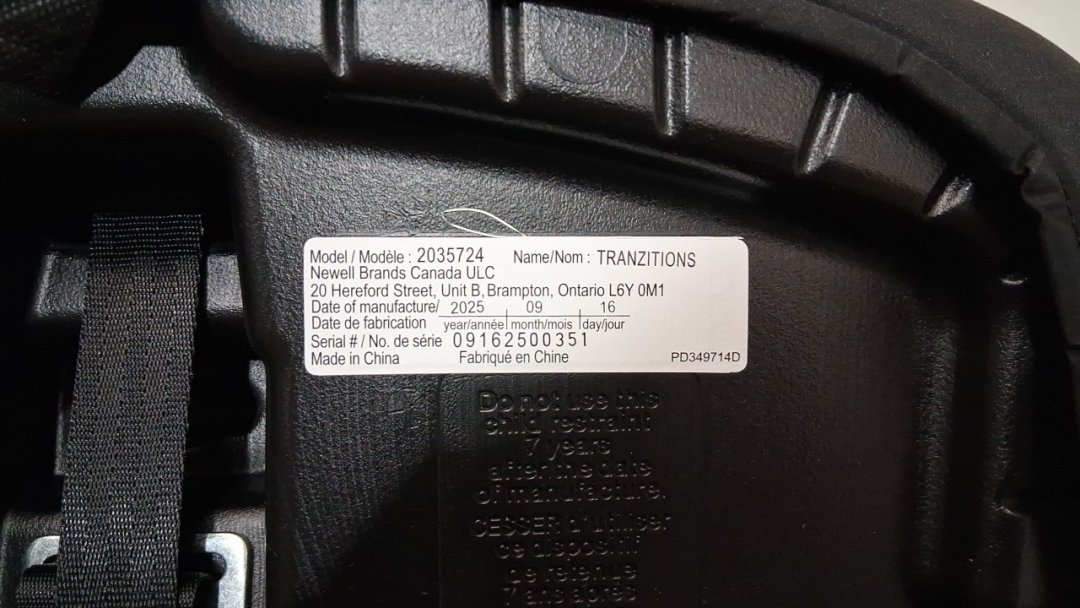 Model / Modèle : 2035724 Name/Nom : TRANZITIONS
Newell Brands Canada ULC
20 Hereford Street, Unit B, Brampton, Ontario L6Y 0M1
Date of manufacture/ 2025 09 16
Date de fabrication year/année month/mois day/jour
Serial # / No. de série 09162500351
Made in China Fabriqué en Chine PD349714D
Do not use this
child restraint
7 years
after the date
of manufacture.
CESSER d'utiliser
ce dispositif
de retenue
7 ans après